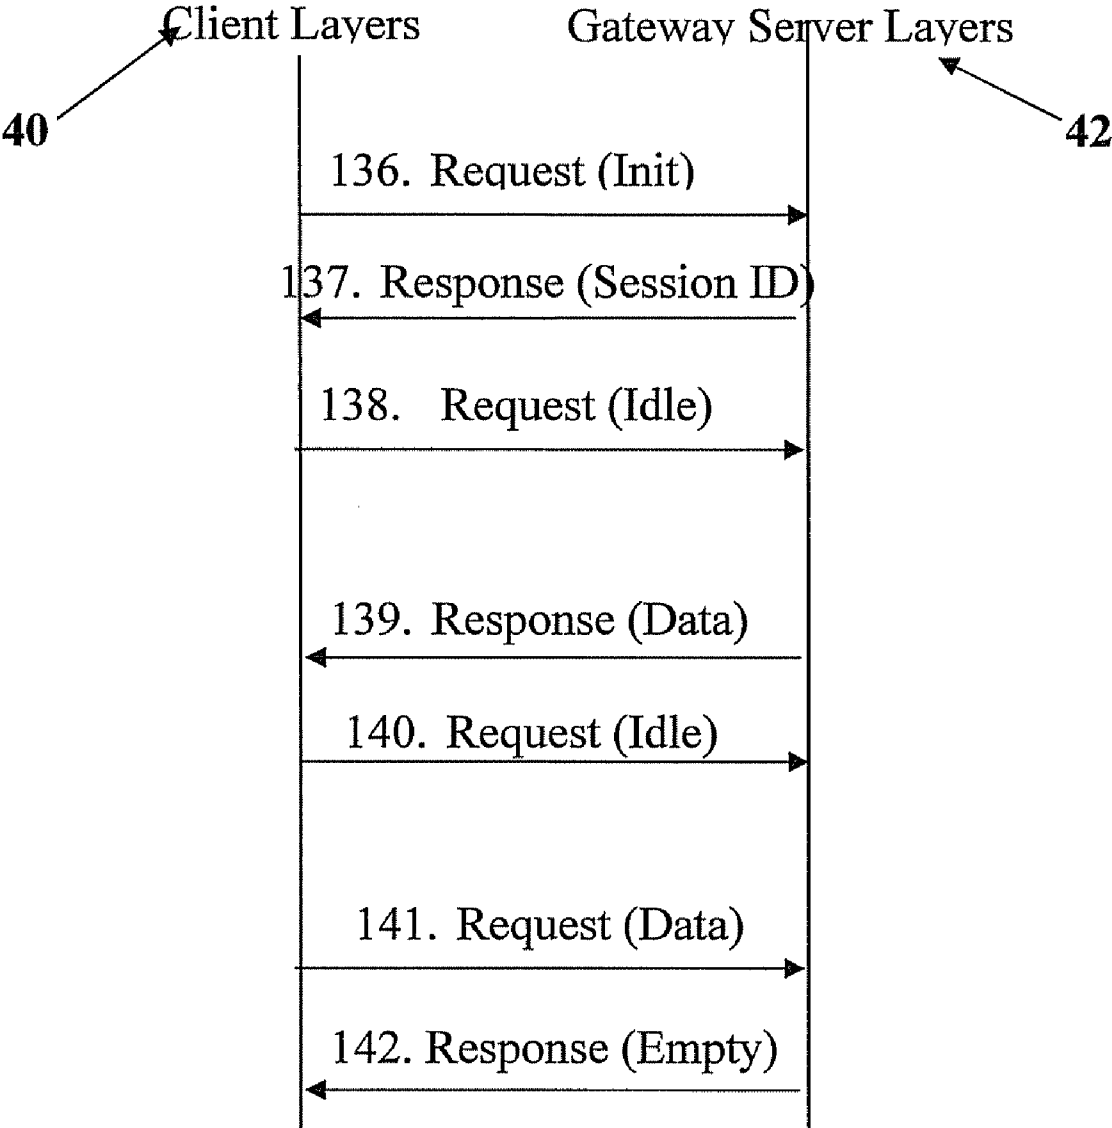 Client Layers
Gateway Server Layers
40
42
136. Request (Init)
137. Response (Session ID)
138. Request (Idle)
139. Response (Data)
140. Request (Idle)
141. Request (Data)
142. Response (Empty)